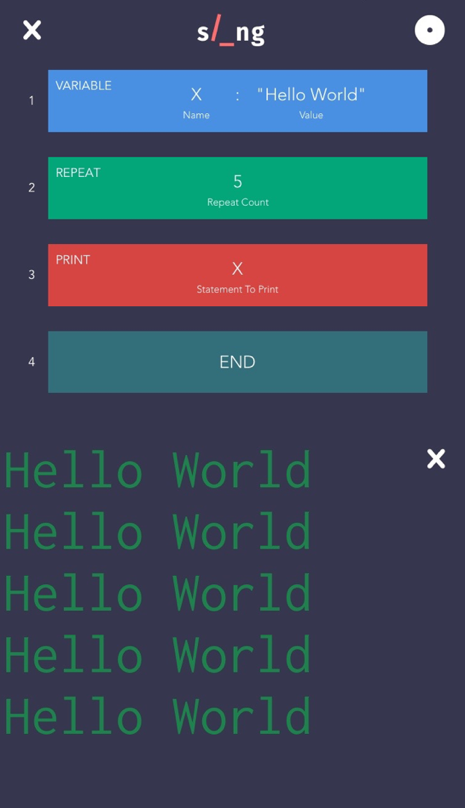 s/_ng
1 VARIABLE X : "Hello World"
Name Value
2 REPEAT 5
Repeat Count
3 PRINT X
Statement To Print
4 END
Hello World
Hello World
Hello World
Hello World
Hello World